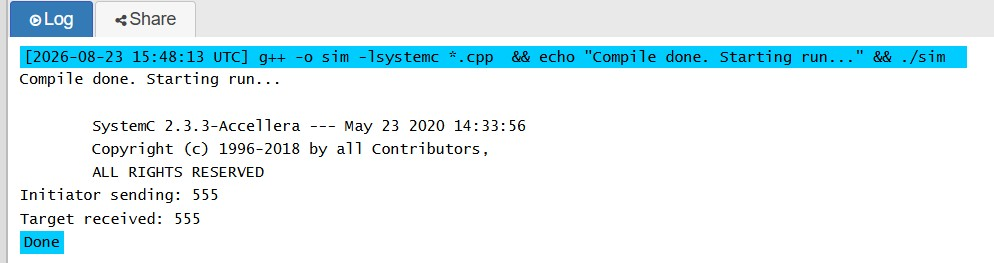 Log
Share
[2026-08-23 15:48:13 UTC] g++ -o sim -lsystemc *.cpp  && echo "Compile done. Starting run..." && ./sim
Compile done. Starting run...
SystemC 2.3.3-Accellera --- May 23 2020 14:33:56
Copyright (c) 1996-2018 by all Contributors,
ALL RIGHTS RESERVED
Initiator sending: 555
Target received: 555
Done